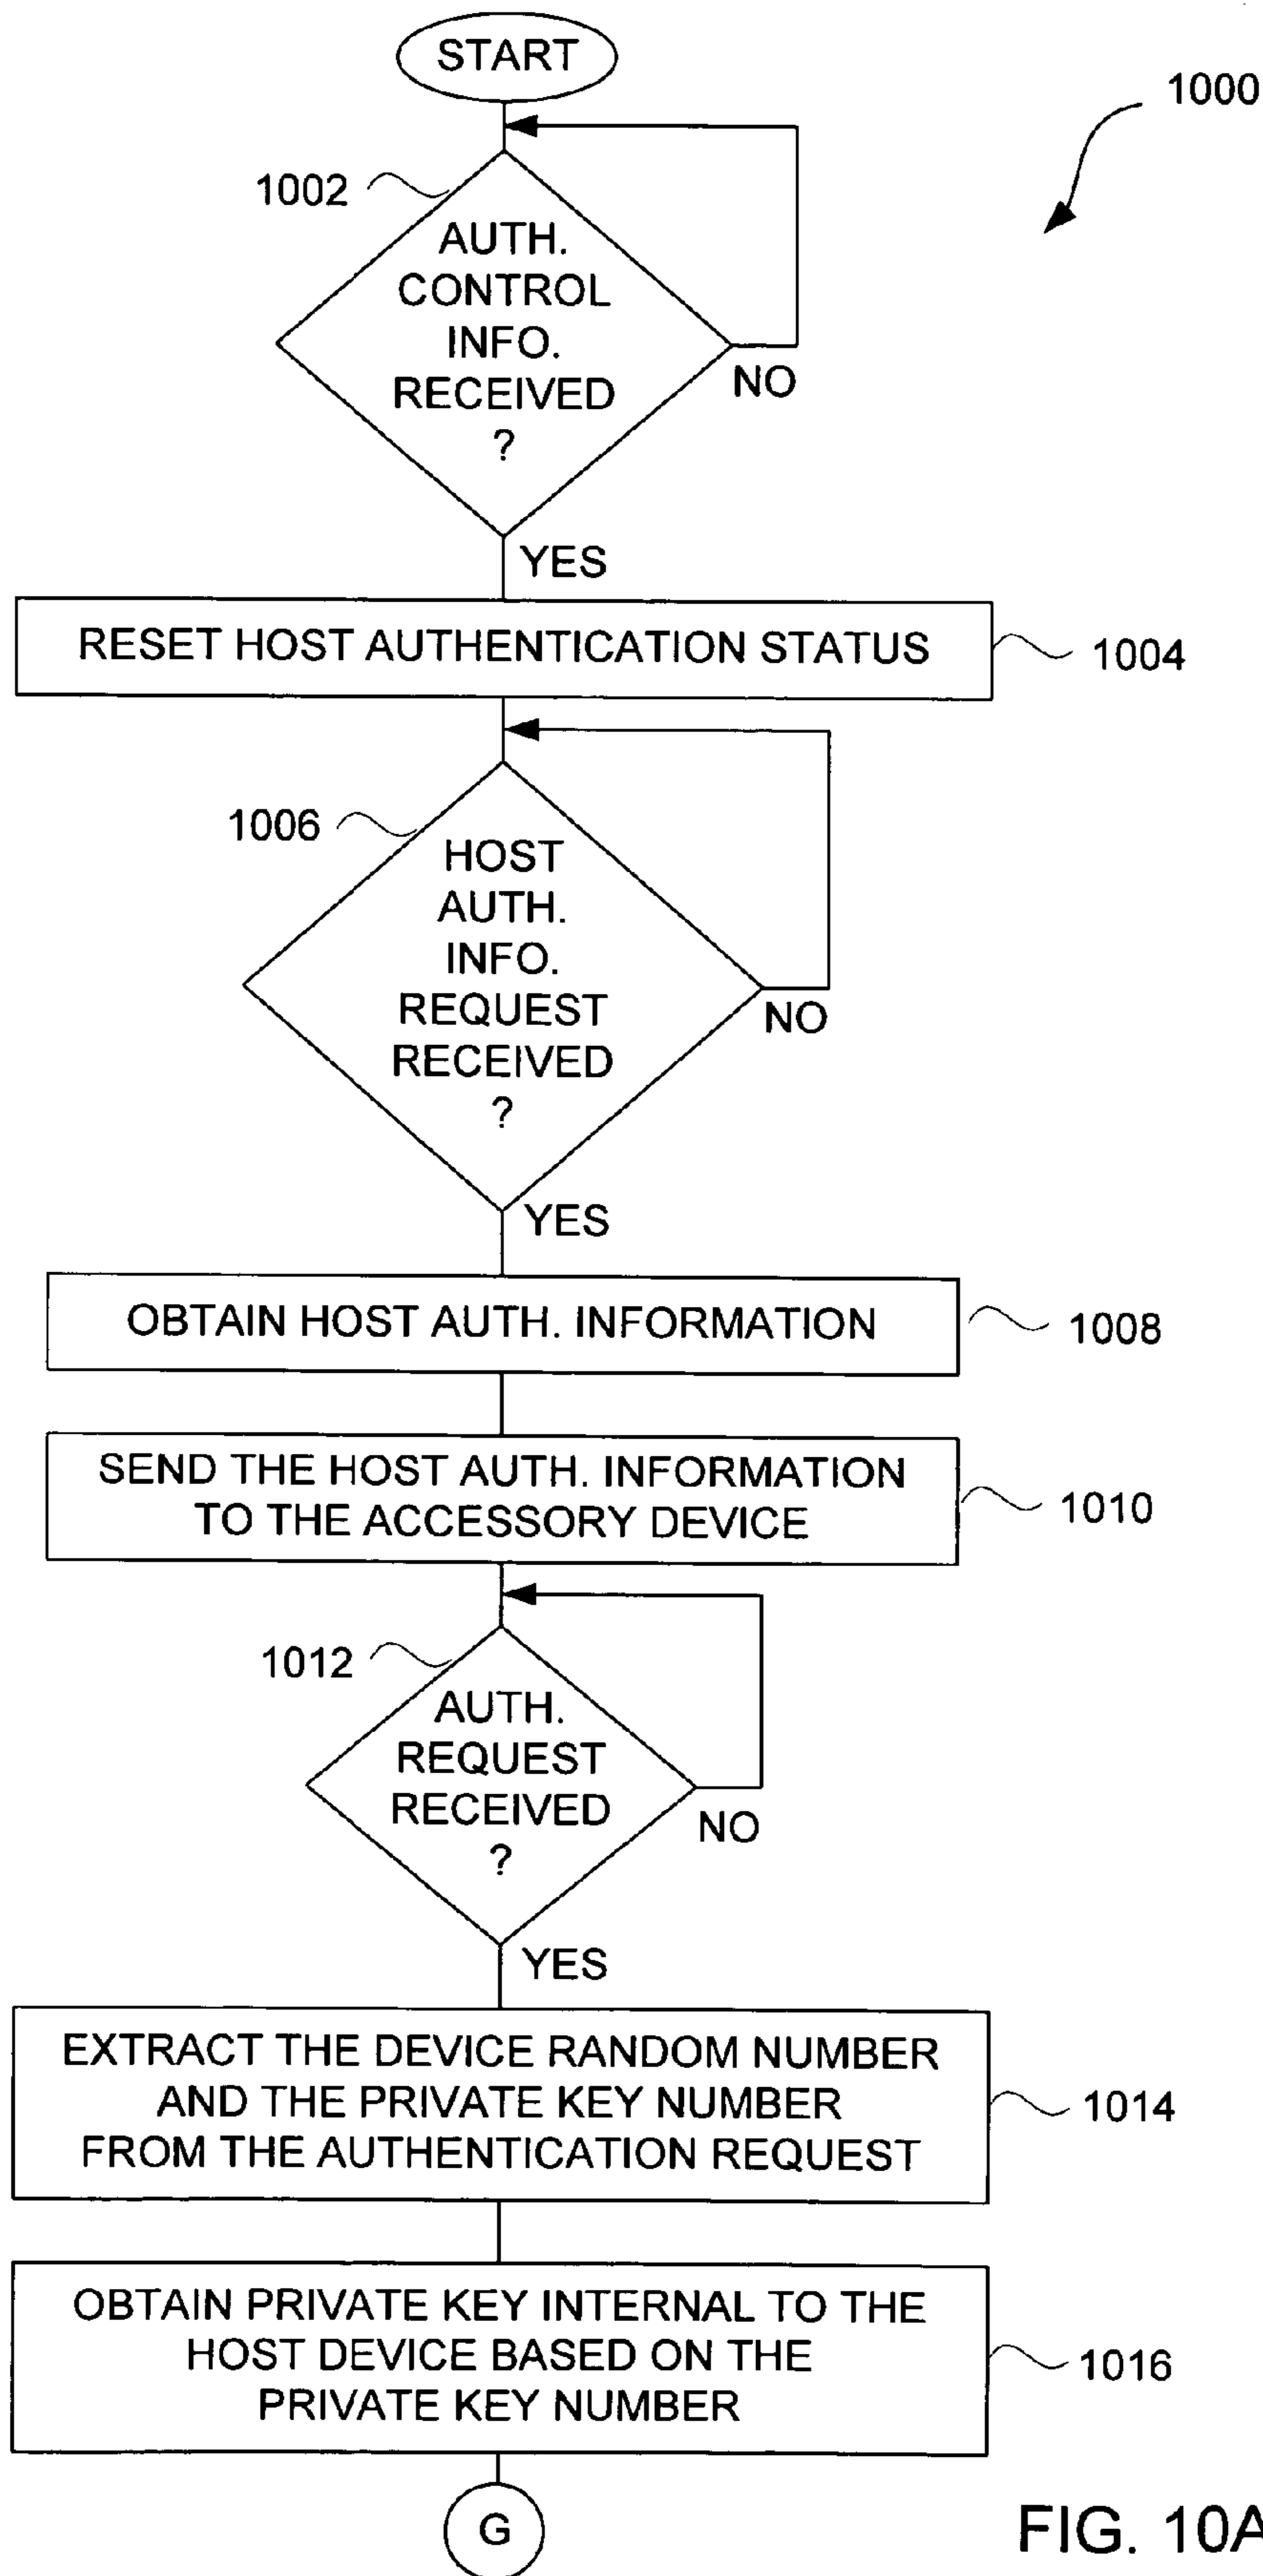 START
1000
1002
AUTH.
CONTROL
INFO.
RECEIVED
?
NO
YES
RESET HOST AUTHENTICATION STATUS
1004
1006
HOST
AUTH.
INFO.
REQUEST
RECEIVED
?
NO
YES
OBTAIN HOST AUTH. INFORMATION
1008
SEND THE HOST AUTH. INFORMATION
TO THE ACCESSORY DEVICE
1010
1012
AUTH.
REQUEST
RECEIVED
?
NO
YES
EXTRACT THE DEVICE RANDOM NUMBER
AND THE PRIVATE KEY NUMBER
FROM THE AUTHENTICATION REQUEST
1014
OBTAIN PRIVATE KEY INTERNAL TO THE
HOST DEVICE BASED ON THE
PRIVATE KEY NUMBER
1016
G
FIG. 10A